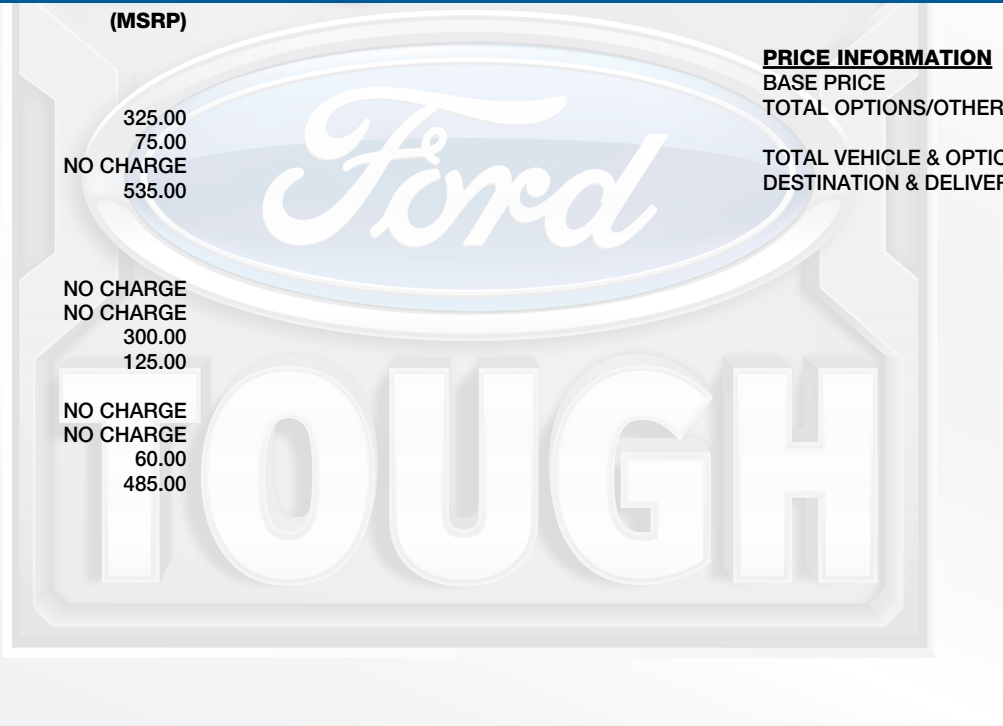 (MSRP)
325.00
75.00
NO CHARGE
535.00
NO CHARGE
NO CHARGE
300.00
125.00
NO CHARGE
NO CHARGE
60.00
485.00
PRICE INFORMATION
BASE PRICE
TOTAL OPTIONS/OTHER
TOTAL VEHICLE & OPTIO
DESTINATION & DELIVER
Ford
TOUGH